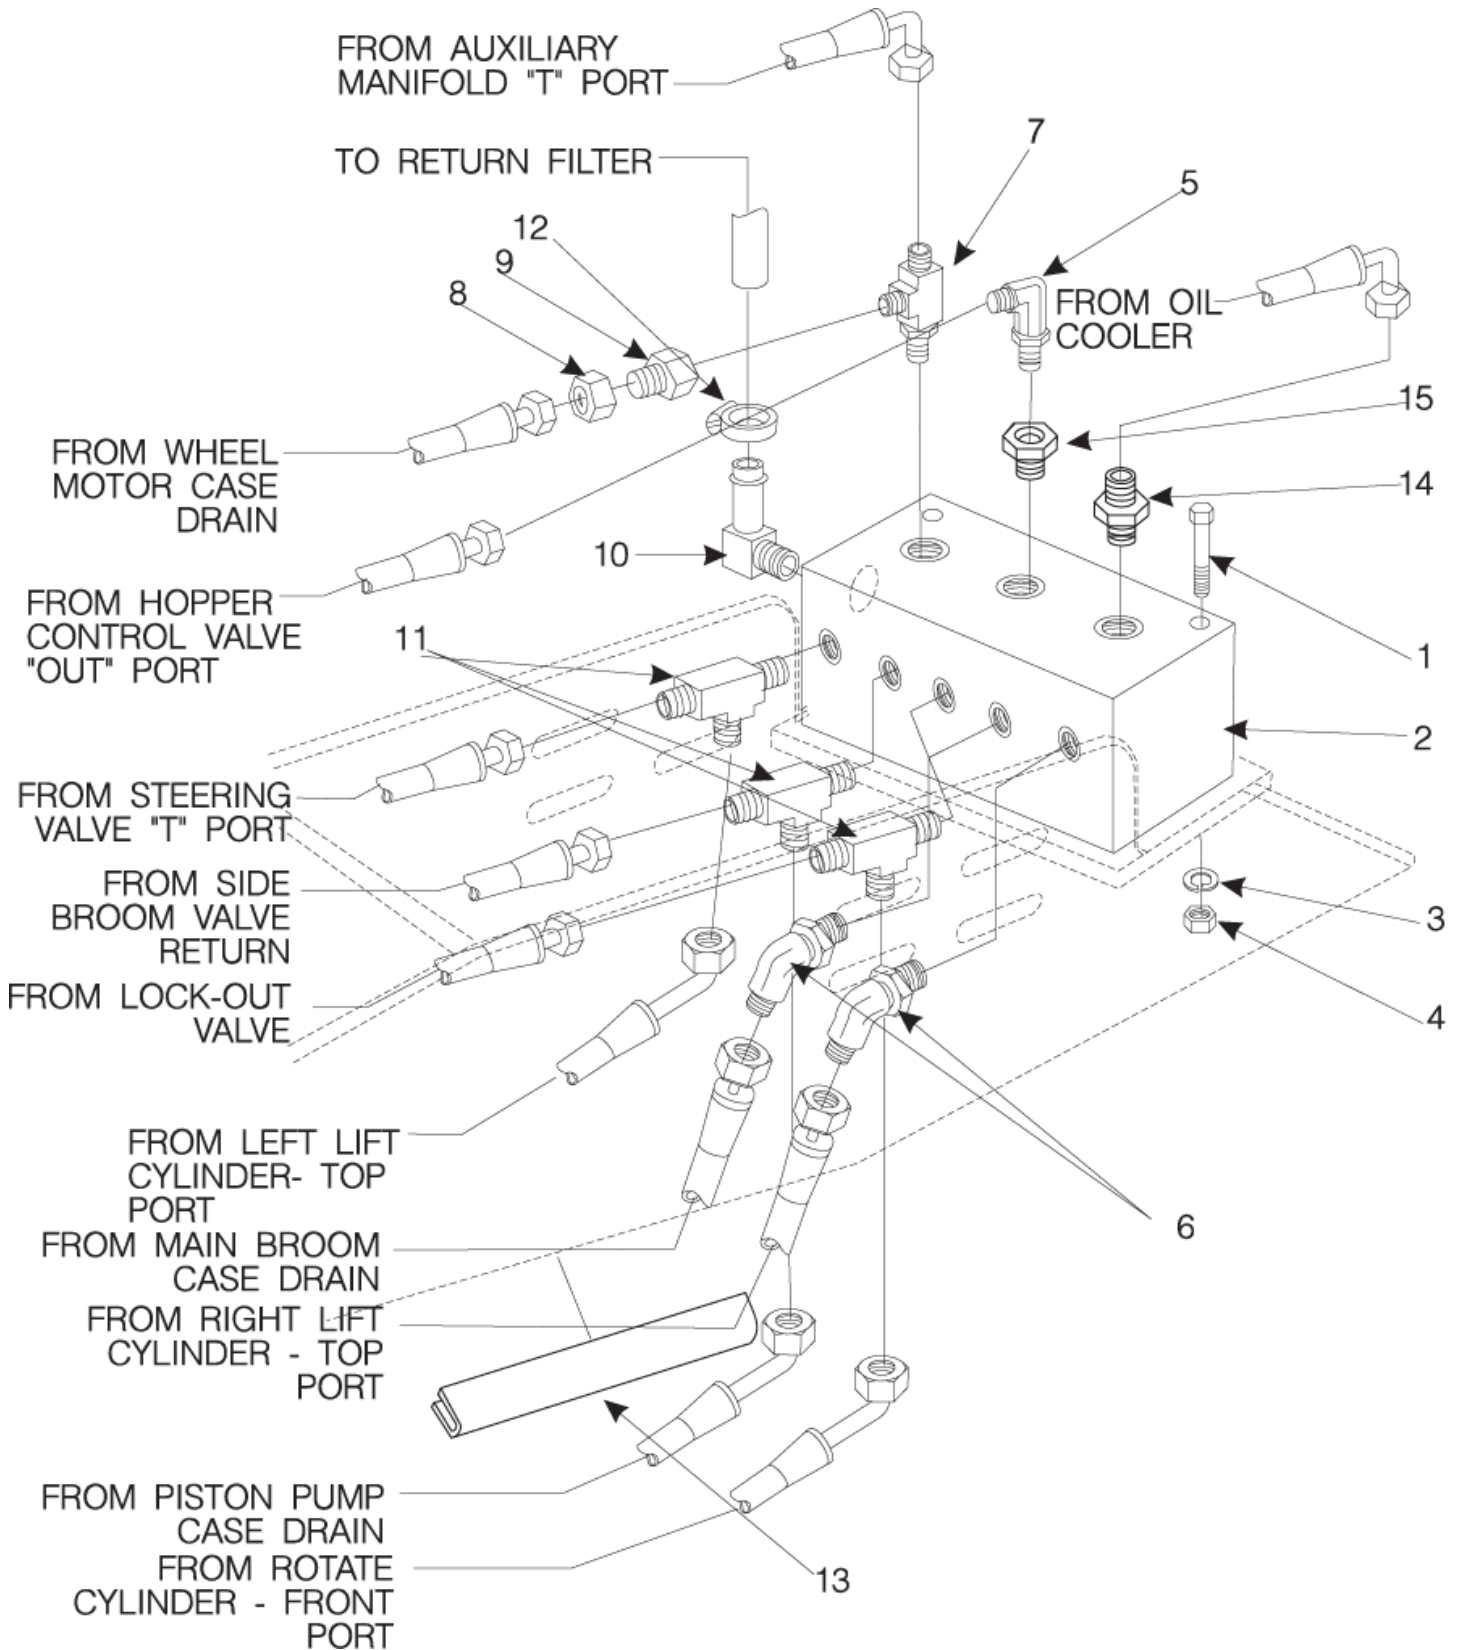 FROM AUXILIARY
MANIFOLD "T" PORT
7
TO RETURN FILTER
5
12
9
8
FROM OIL
COOLER
15
FROM WHEEL
MOTOR CASE
DRAIN
14
10
FROM HOPPER
CONTROL VALVE
"OUT" PORT
11
1
2
FROM STEERING
VALVE "T" PORT
FROM SIDE
BROOM VALVE
RETURN
3
FROM LOCK-OUT
VALVE
4
FROM LEFT LIFT
CYLINDER- TOP
PORT
6
FROM MAIN BROOM
CASE DRAIN
FROM RIGHT LIFT
CYLINDER - TOP
PORT
FROM PISTON PUMP
CASE DRAIN
FROM ROTATE
CYLINDER - FRONT
PORT
13